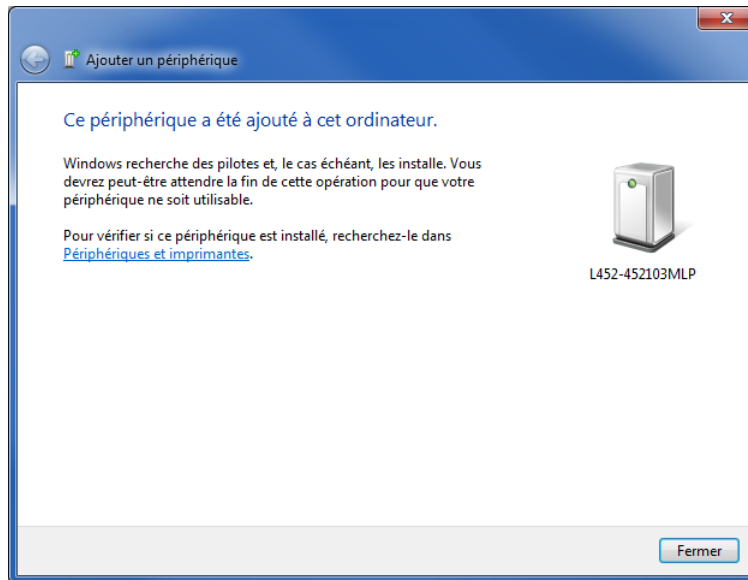 Ajouter un périphérique
Ce périphérique a été ajouté à cet ordinateur.
Windows recherche des pilotes et, le cas échéant, les installe. Vous
devrez peut-être attendre la fin de cette opération pour que votre
périphérique ne soit utilisable.
Pour vérifier si ce périphérique est installé, recherchez-le dans
Périphériques et imprimantes.
L452-452103MLP
Fermer